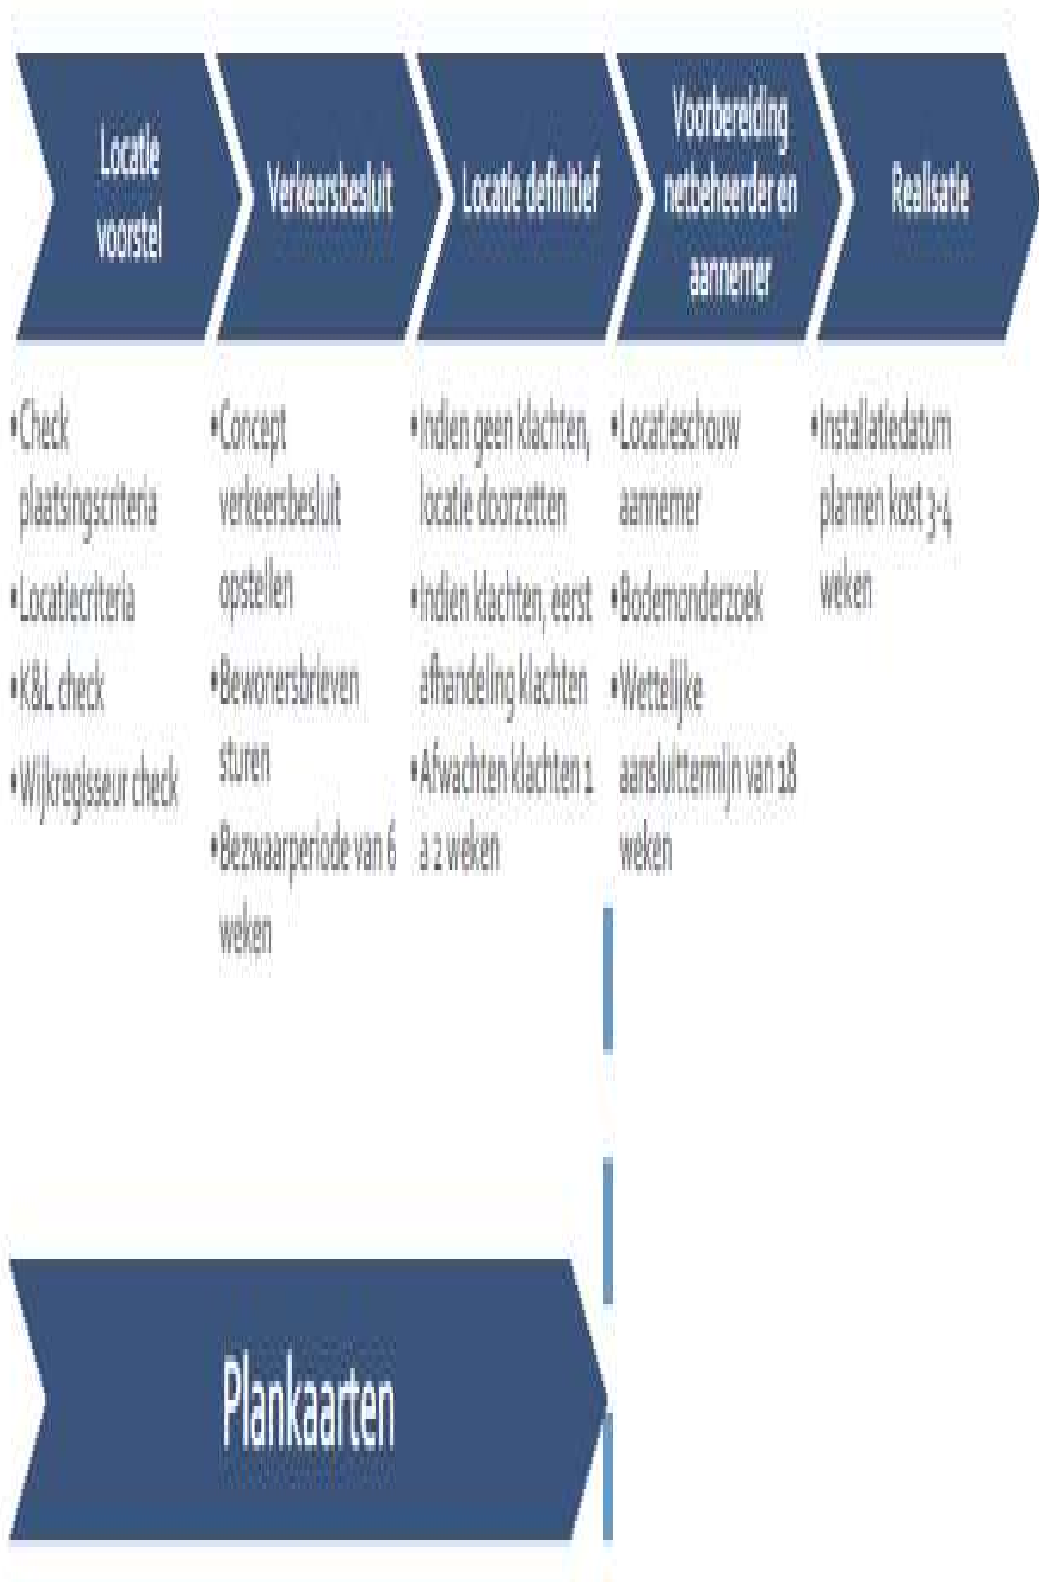 Locatie
voorstel
Verkeersbesluit
Locatie definitief
Voorbereiding
netbeheerder en
aannemer
Realisatie
•Check
plaatsingscriteria
•Locatiecriteria
•K&L check
•Wijkregisseur check
•Concept
verkeersbesluit
opstellen
•Bewonersbrieven
sturen
•Bezwaarperiode van 6
weken
•Indien geen klachten,
locatie doorzetten
•Indien klachten, eerst
afhandeling klachten
•Afwachten klachten 1
a 2 weken
•Locatieschouw
aannemer
•Bodemonderzoek
•Wettelijke
aansluittermijn van 18
weken
•Installatiedatum
plannen kost 3-4
weken
Plankaarten